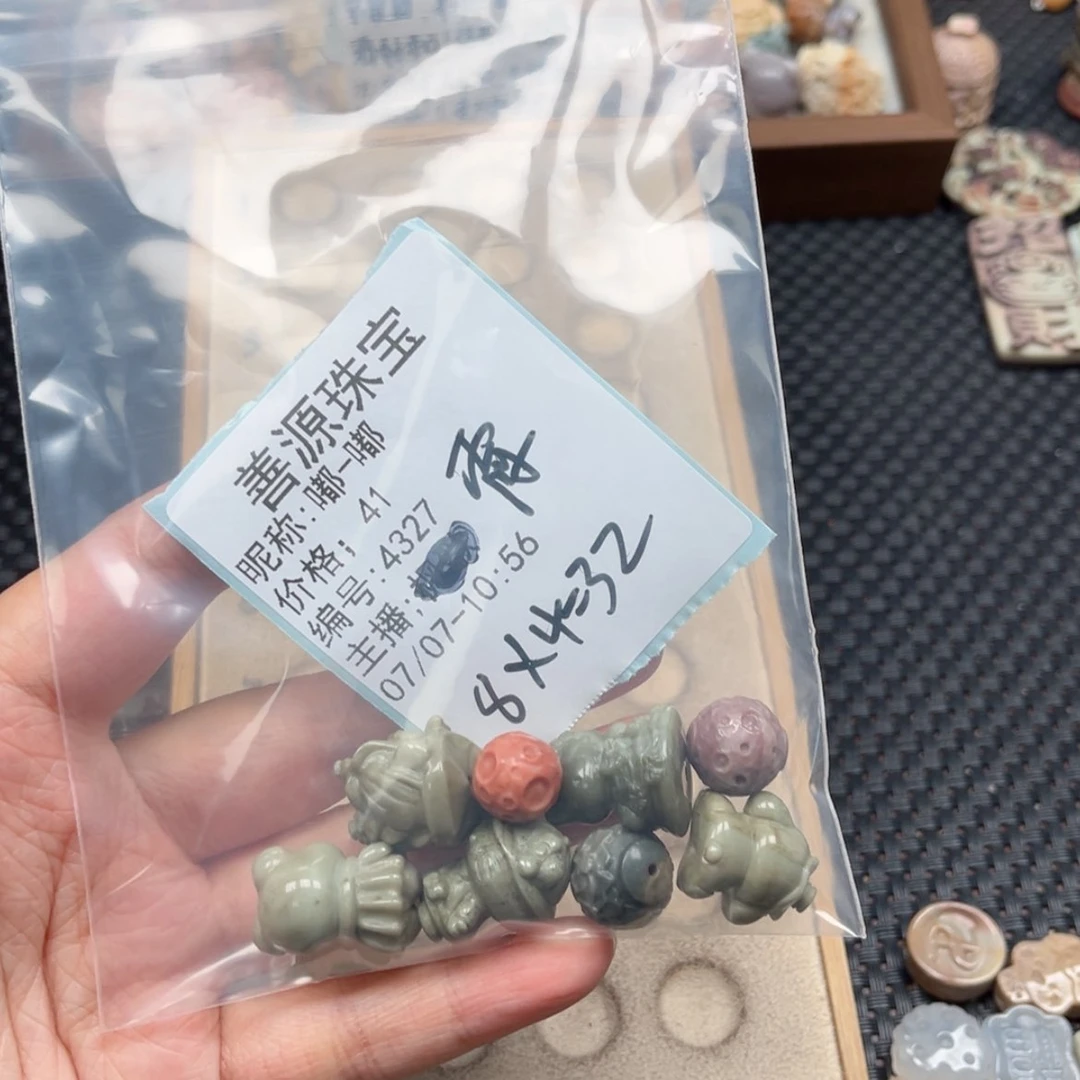 善源珠宝
昵称:嘟-嘟
价格; 41
编号:4327
主播;
07/07-10:56
8×4=32